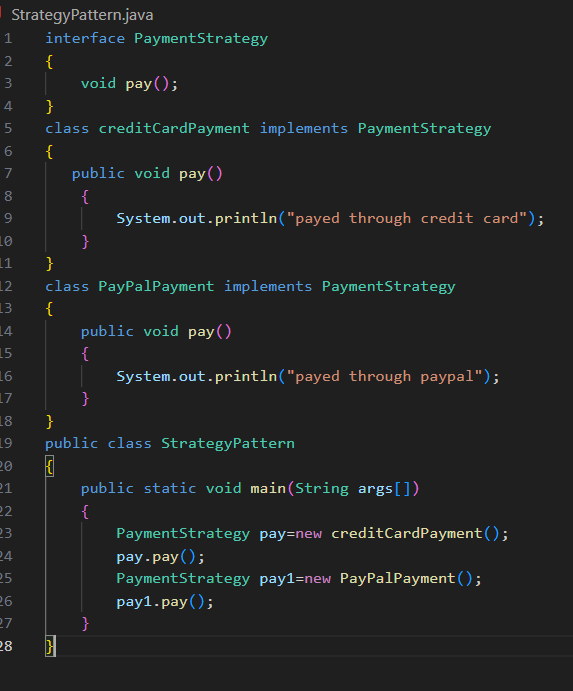 StrategyPattern.java
1 interface PaymentStrategy
2 {
3     void pay();
4 }
5 class creditCardPayment implements PaymentStrategy
6 {
7    public void pay()
8     {
9         System.out.println("payed through credit card");
10     }
11 }
12 class PayPalPayment implements PaymentStrategy
13 {
14     public void pay()
15     {
16         System.out.println("payed through paypal");
17     }
18 }
19 public class StrategyPattern
20 {
21     public static void main(String args[])
22     {
23         PaymentStrategy pay=new creditCardPayment();
24         pay.pay();
25         PaymentStrategy pay1=new PayPalPayment();
26         pay1.pay();
27     }
28 }